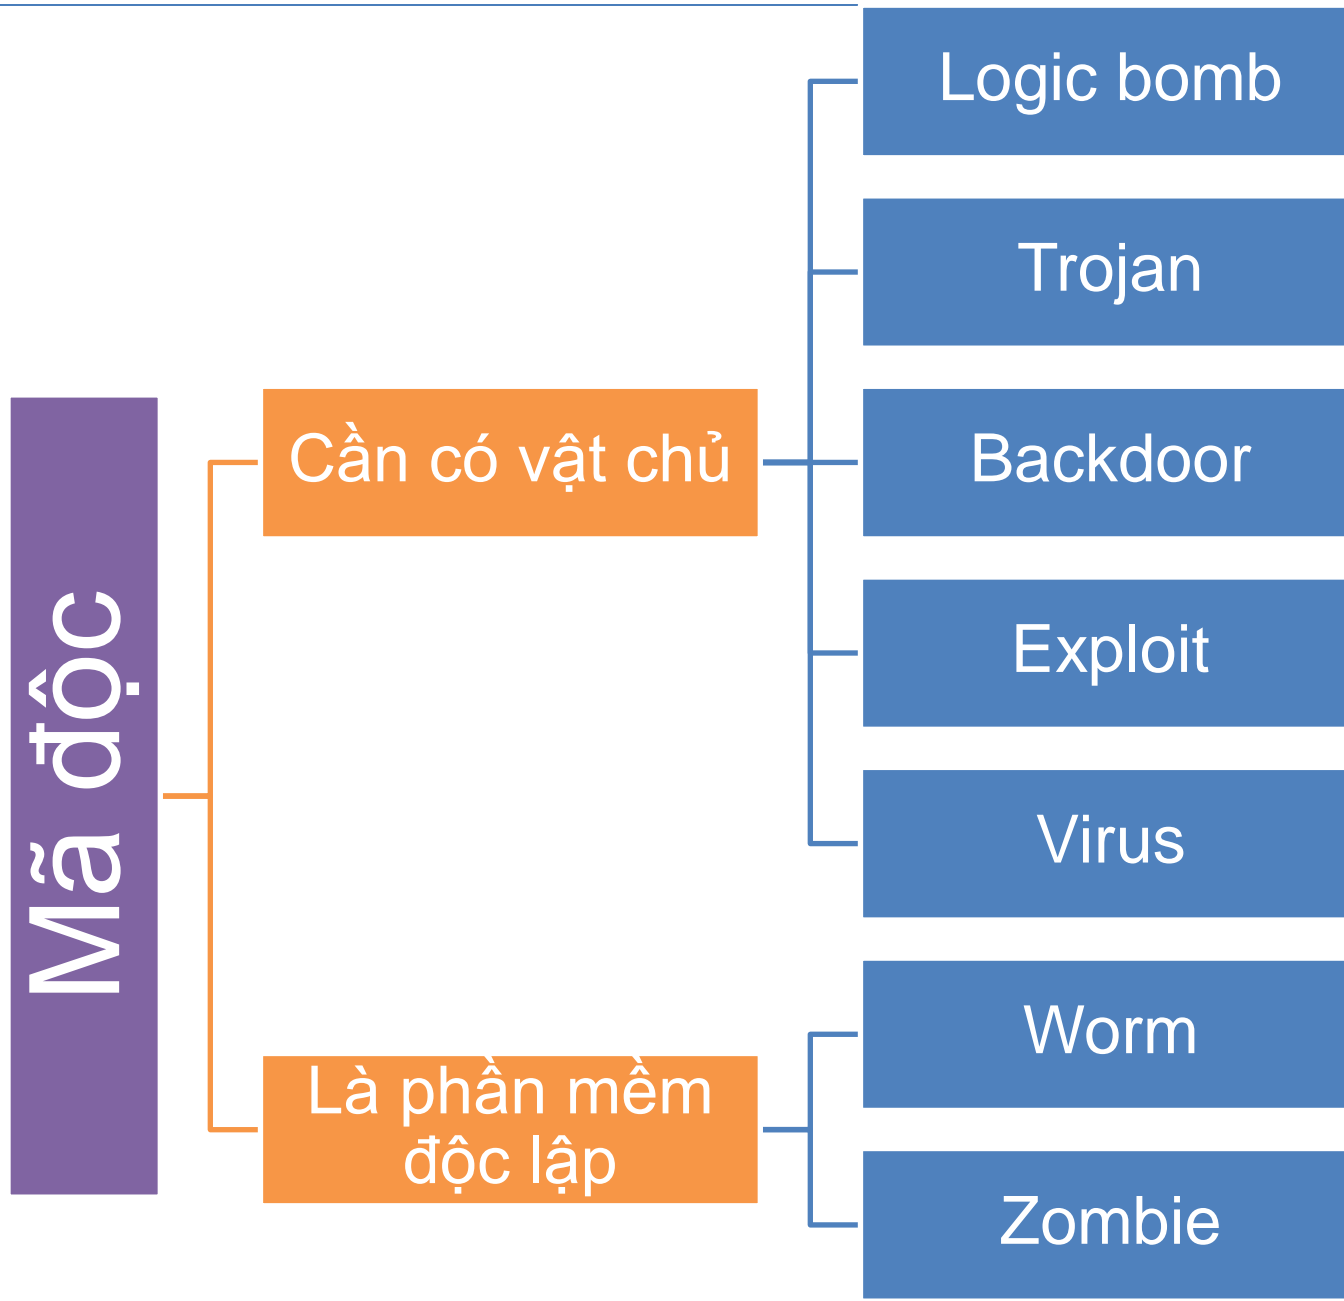 Mã độc
Cần có vật chủ
Logic bomb
Trojan
Backdoor
Exploit
Virus
Là phần mềm
độc lập
Worm
Zombie